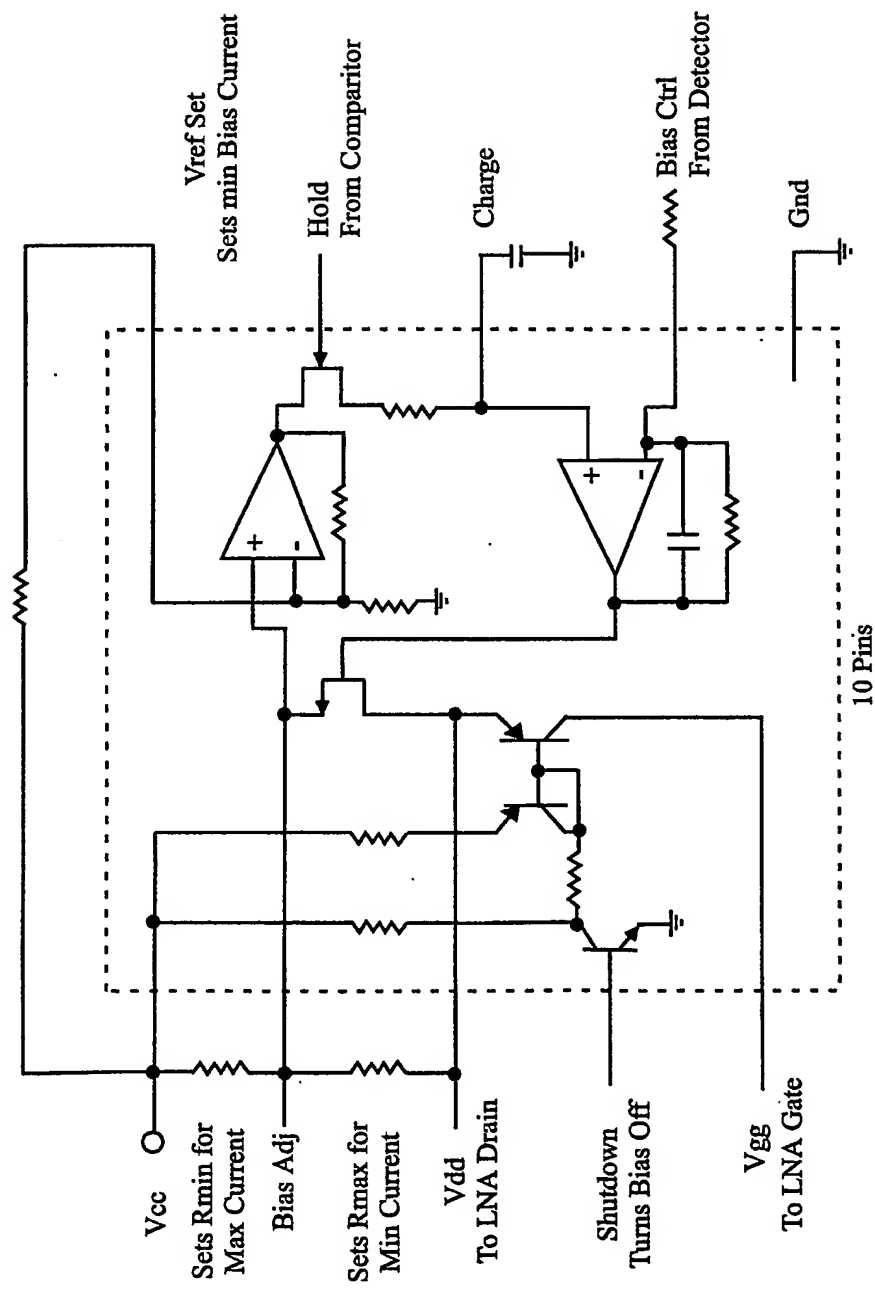 Vref Set
Sets min Bias Current
Hold
From Comparitor
Charge
Bias Ctrl
From Detector
Gnd
+
-
+
-
10 Pins
Vcc
Sets Rmin for
Max Current
Bias Adj
Sets Rmax for
Min Current
Vdd
To LNA Drain
Shutdown
Turns Bias Off
Vgg
To LNA Gate